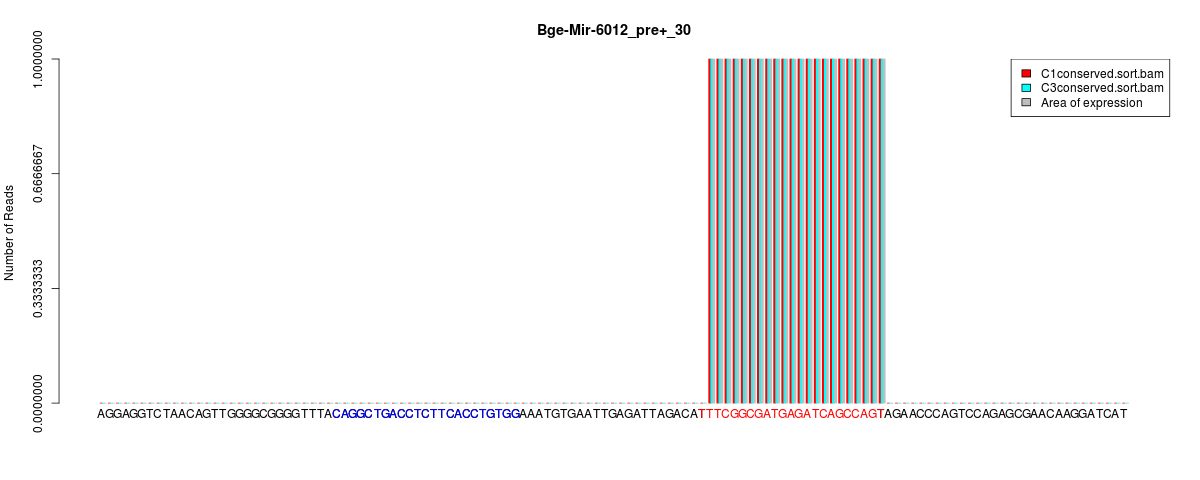 Bge-Mir-6012_pre+_30
Number of Reads
1.0000000
0.6666667
0.3333333
0.0000000
C1conserved.sort.bam
C3conserved.sort.bam
Area of expression
AGGAGGTCTAACAGTTGGGGCGGGGTTTACAGGCTGACCTCTTCACCTGTGGAAATGTGAATTGAGATTAGACATTTCGGCGATGAGATCAGCCAGTAGAACCCAGTCCAGAGCGAACAAGGATCAT